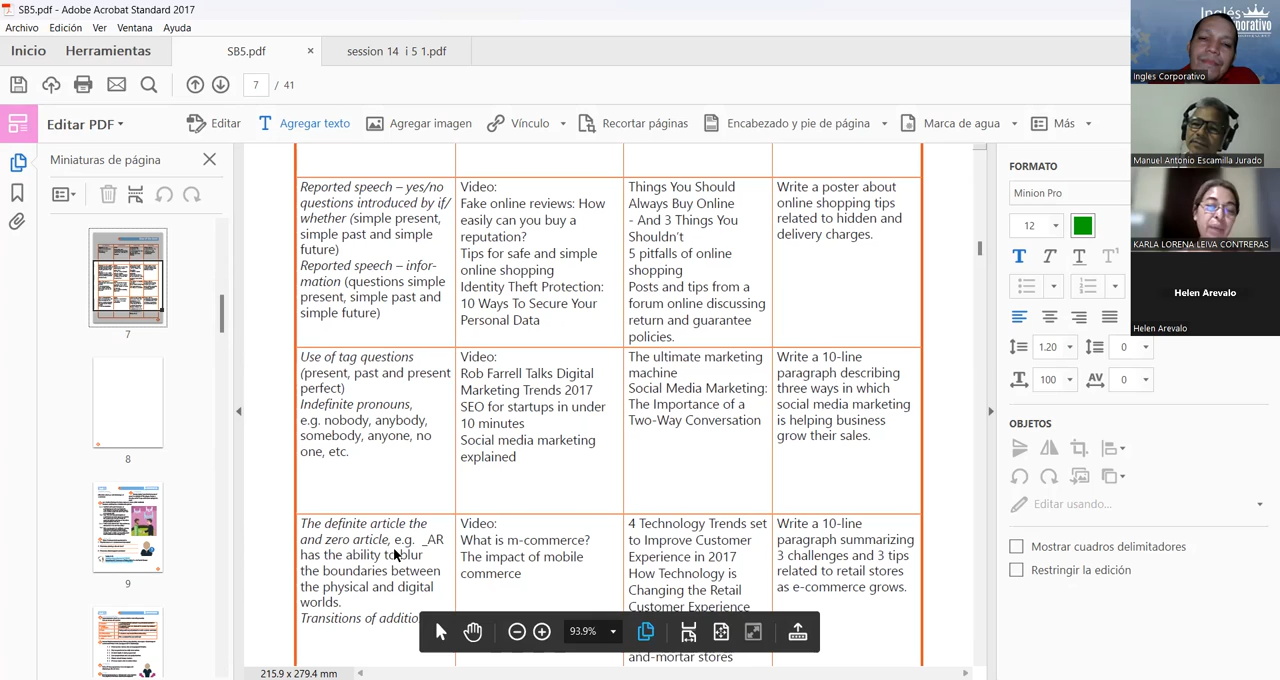 SB5.pdf - Adobe Acrobat Standard 2017
Archivo Edición Ver Ventana Ayuda
Inicio Herramientas SB5.pdf × session 14 i 5 1.pdf
7 / 41
Editar PDF Editar Agregar texto Agregar imagen Vínculo Recortar páginas Encabezado y pie de página Marca de agua Más
Miniaturas de página
7
8
9
Reported speech – yes/no
questions introduced by if/
whether (simple present,
simple past and simple
future)
Reported speech – infor-
mation (questions simple
present, simple past and
simple future)
Video:
Fake online reviews: How
easily can you buy a
reputation?
Tips for safe and simple
online shopping
Identity Theft Protection:
10 Ways To Secure Your
Personal Data
Things You Should
Always Buy Online
- And 3 Things You
Shouldn't
5 pitfalls of online
shopping
Posts and tips from a
forum online discussing
return and guarantee
policies.
Write a poster about
online shopping tips
related to hidden and
delivery charges.
Use of tag questions
(present, past and present
perfect)
Indefinite pronouns,
e.g. nobody, anybody,
somebody, anyone, no
one, etc.
Video:
Rob Farrell Talks Digital
Marketing Trends 2017
SEO for startups in under
10 minutes
Social media marketing
explained
The ultimate marketing
machine
Social Media Marketing:
The Importance of a
Two-Way Conversation
Write a 10-line
paragraph describing
three ways in which
social media marketing
is helping business
grow their sales.
The definite article the
and zero article, e.g. _AR
has the ability to blur
the boundaries between
the physical and digital
worlds.
Transitions of addition
Video:
What is m-commerce?
The impact of mobile
commerce
4 Technology Trends set
to Improve Customer
Experience in 2017
How Technology is
Changing the Retail
Customer Experience
and-mortar stores
Write a 10-line
paragraph summarizing
3 challenges and 3 tips
related to retail stores
as e-commerce grows.
93.9%
215.9 x 279.4 mm
FORMATO
Minion Pro
12
T T T T
1.20 0
100 AV 0
OBJETOS
Editar usando...
Mostrar cuadros delimitadores
Restringir la edición
Inglés
Corporativo
Ingles Corporativo
Manuel Antonio Escamilla Jurado
KARLA LORENA LEIVA CONTRERAS
Helen Arevalo
Helen Arevalo